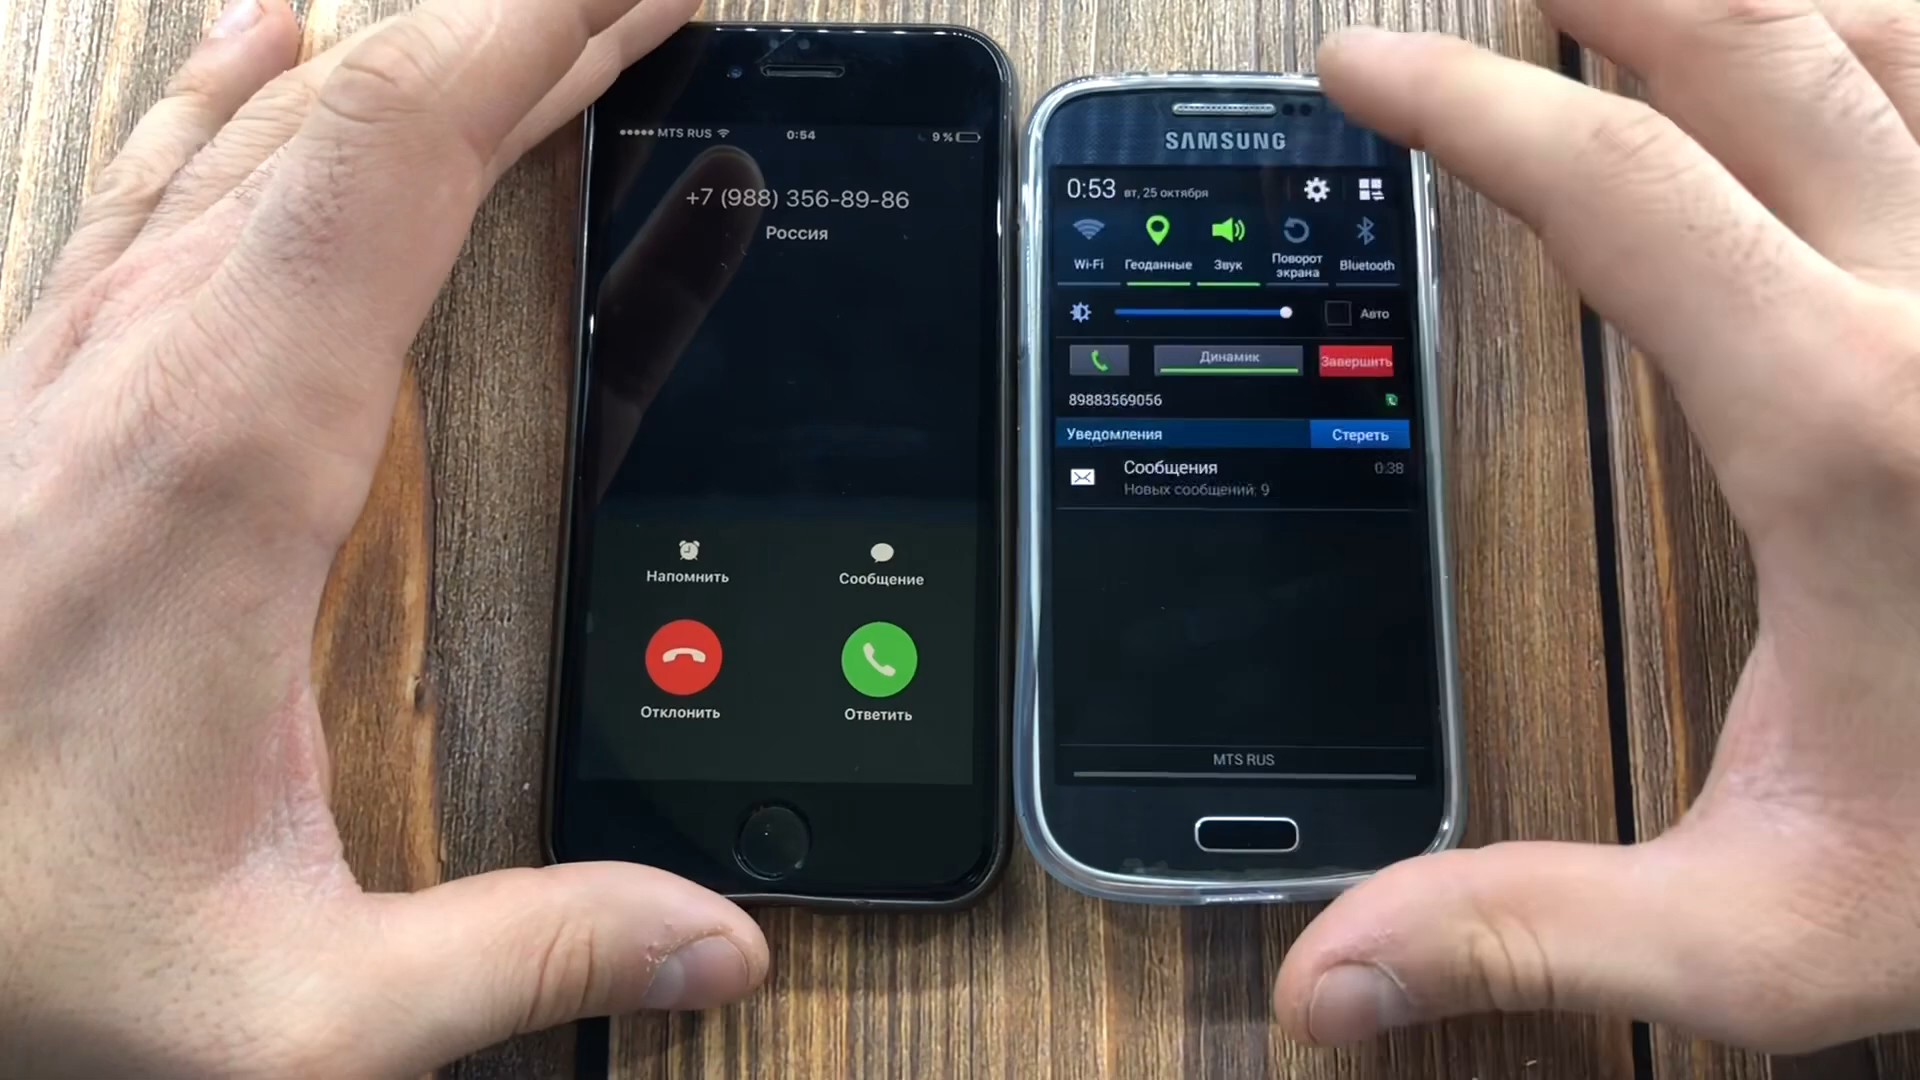 MTS RUS 0:54 9 %
+7 (988) 356-89-86
Россия
Напомнить Сообщение
Отклонить Ответить
SAMSUNG
0:53 вт, 25 октября
Wi-Fi Геоданные Звук Поворот экрана Bluetooth
Авто
Динамик Завершить
89883569056
Уведомления Стереть
Сообщения 0:38
Новых сообщений: 9
MTS RUS